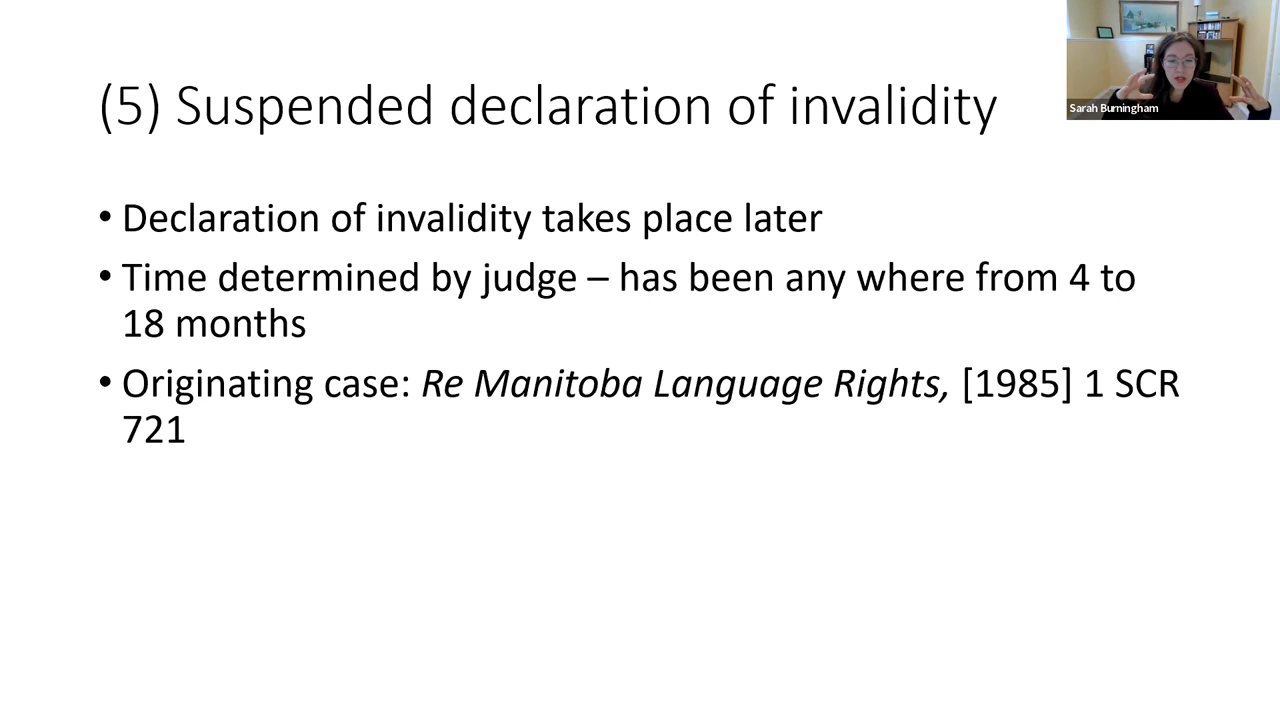 (5) Suspended declaration of invalidity
Sarah Burningham
• Declaration of invalidity takes place later
• Time determined by judge – has been any where from 4 to
18 months
• Originating case: Re Manitoba Language Rights, [1985] 1 SCR
721